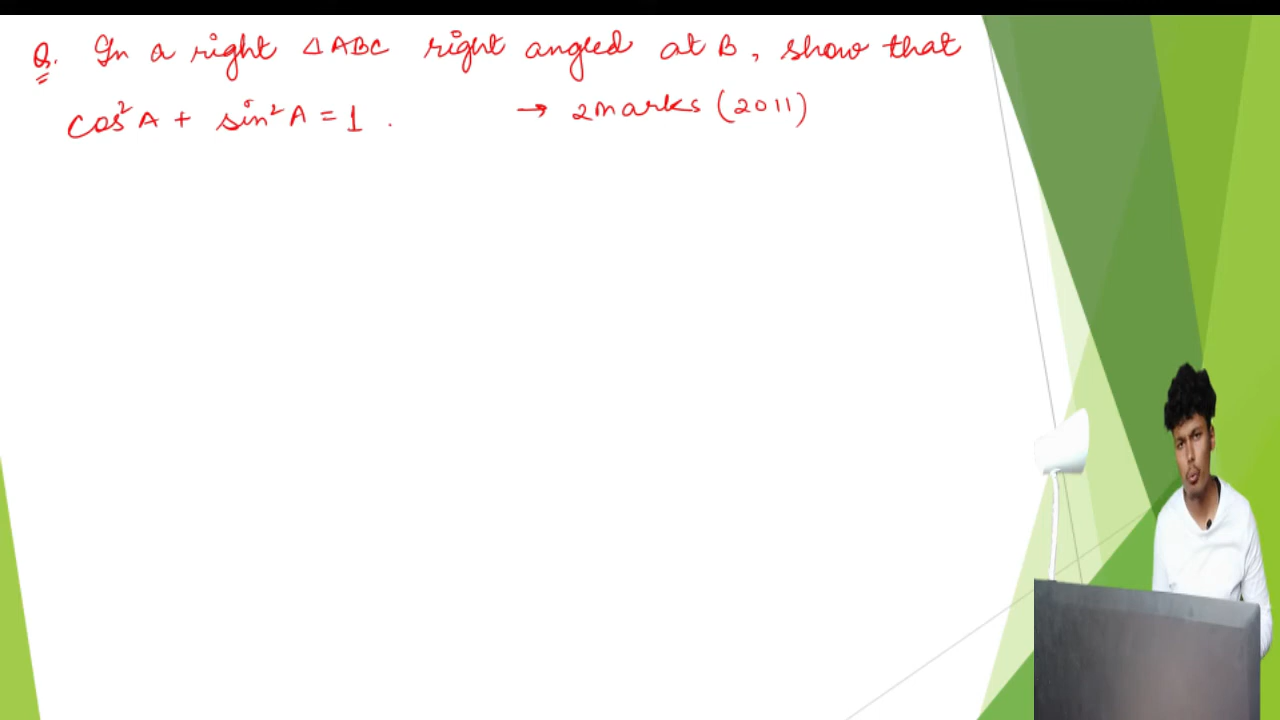 Q. In a right △ABC right angled at B, show that
cos²A + sin²A = 1. → 2marks (2011)